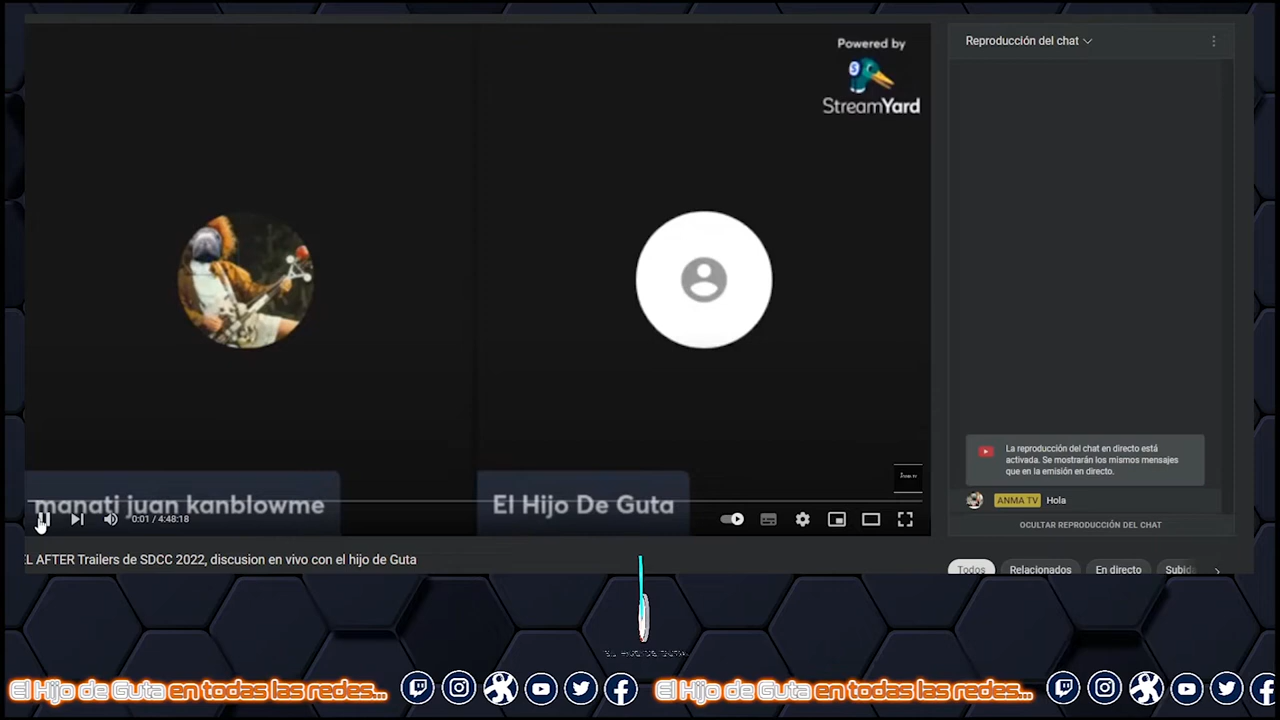 Powered by
StreamYard
Reproducción del chat
manati juan kanblowme
El Hijo De Guta
0:01 / 4:48:18
La reproducción del chat en directo está
activada. Se mostrarán los mismos mensajes
que en la emisión en directo.
ANMA TV Hola
OCULTAR REPRODUCCIÓN DEL CHAT
EL AFTER Trailers de SDCC 2022, discusion en vivo con el hijo de Guta
Todos Relacionados En directo Subid
El Hijo de Guta en todas las redes... El Hijo de Guta en todas las redes...